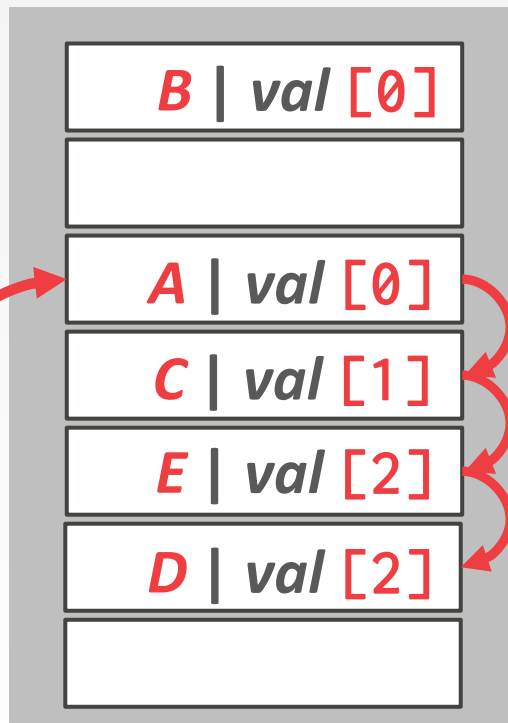 B | val [0]
A | val [0]
C | val [1]
E | val [2]
D | val [2]